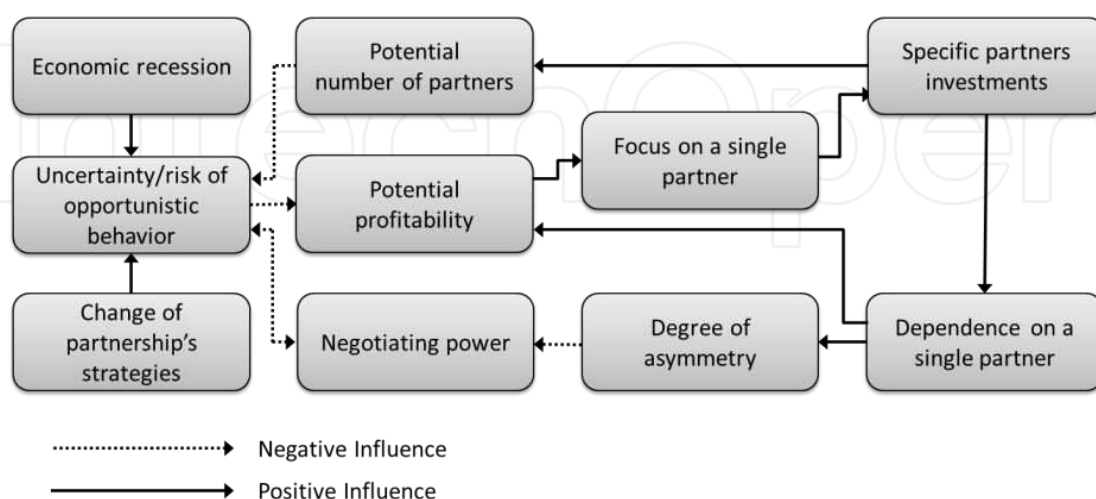 Economic recession
Potential
number of partners
Specific partners
investments
Focus on a single
partner
Uncertainty/risk of
opportunistic
behavior
Potential
profitability
Change of
partnership's
strategies
Negotiating power
Degree of
asymmetry
Dependence on a
single partner
Negative Influence
Positive Influence